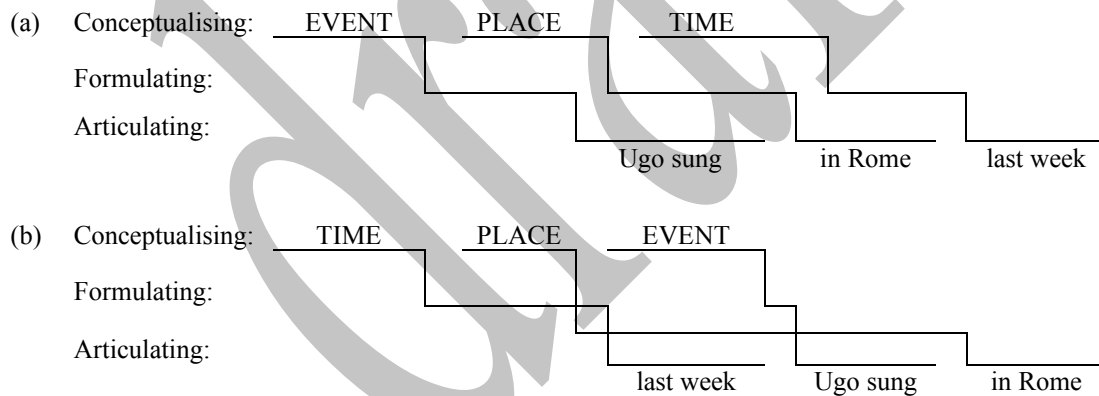 (a) Conceptualising: EVENT PLACE TIME
Formulating:
Articulating:
Ugo sung in Rome last week
(b) Conceptualising: TIME PLACE EVENT
Formulating:
Articulating:
last week Ugo sung in Rome